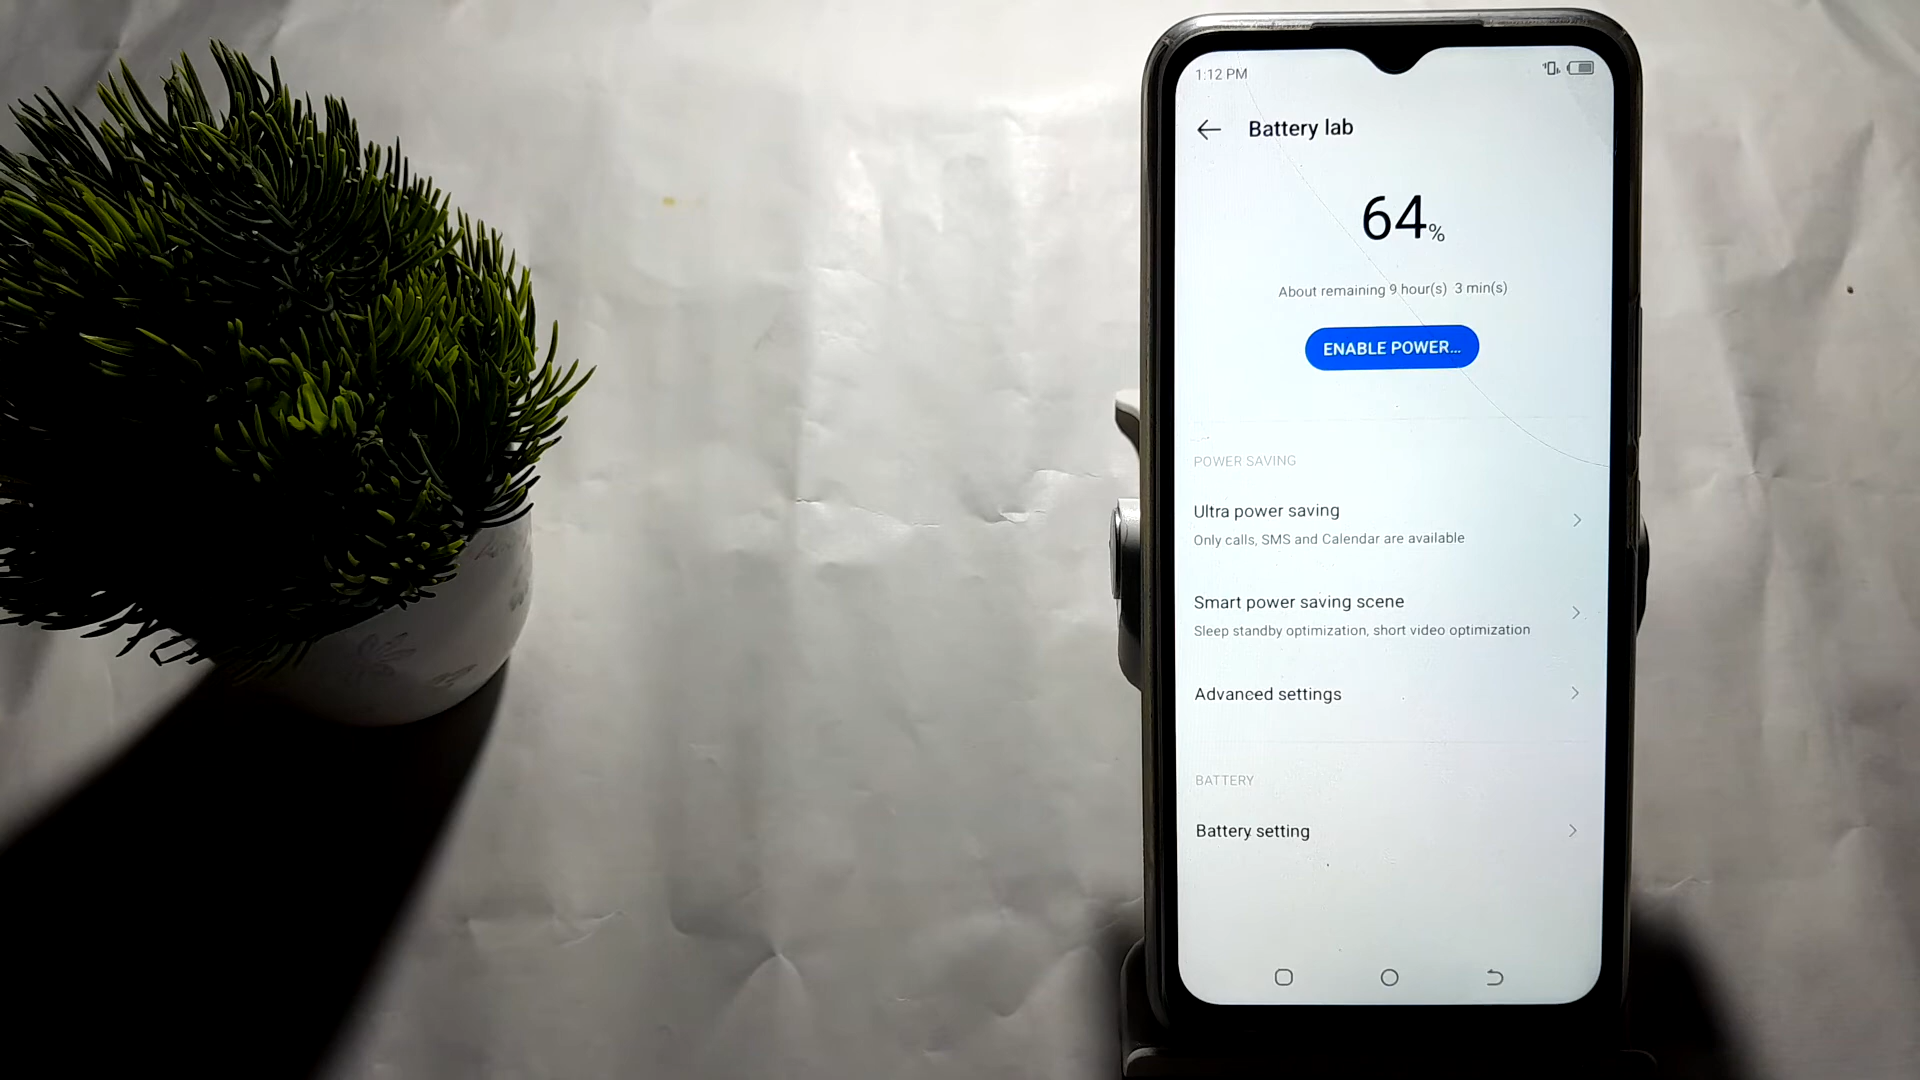 1:12 PM
Battery lab
64%
About remaining 9 hour(s) 3 min(s)
ENABLE POWER...
POWER SAVING
Ultra power saving
Only calls, SMS and Calendar are available
Smart power saving scene
Sleep standby optimization, short video optimization
Advanced settings
BATTERY
Battery setting